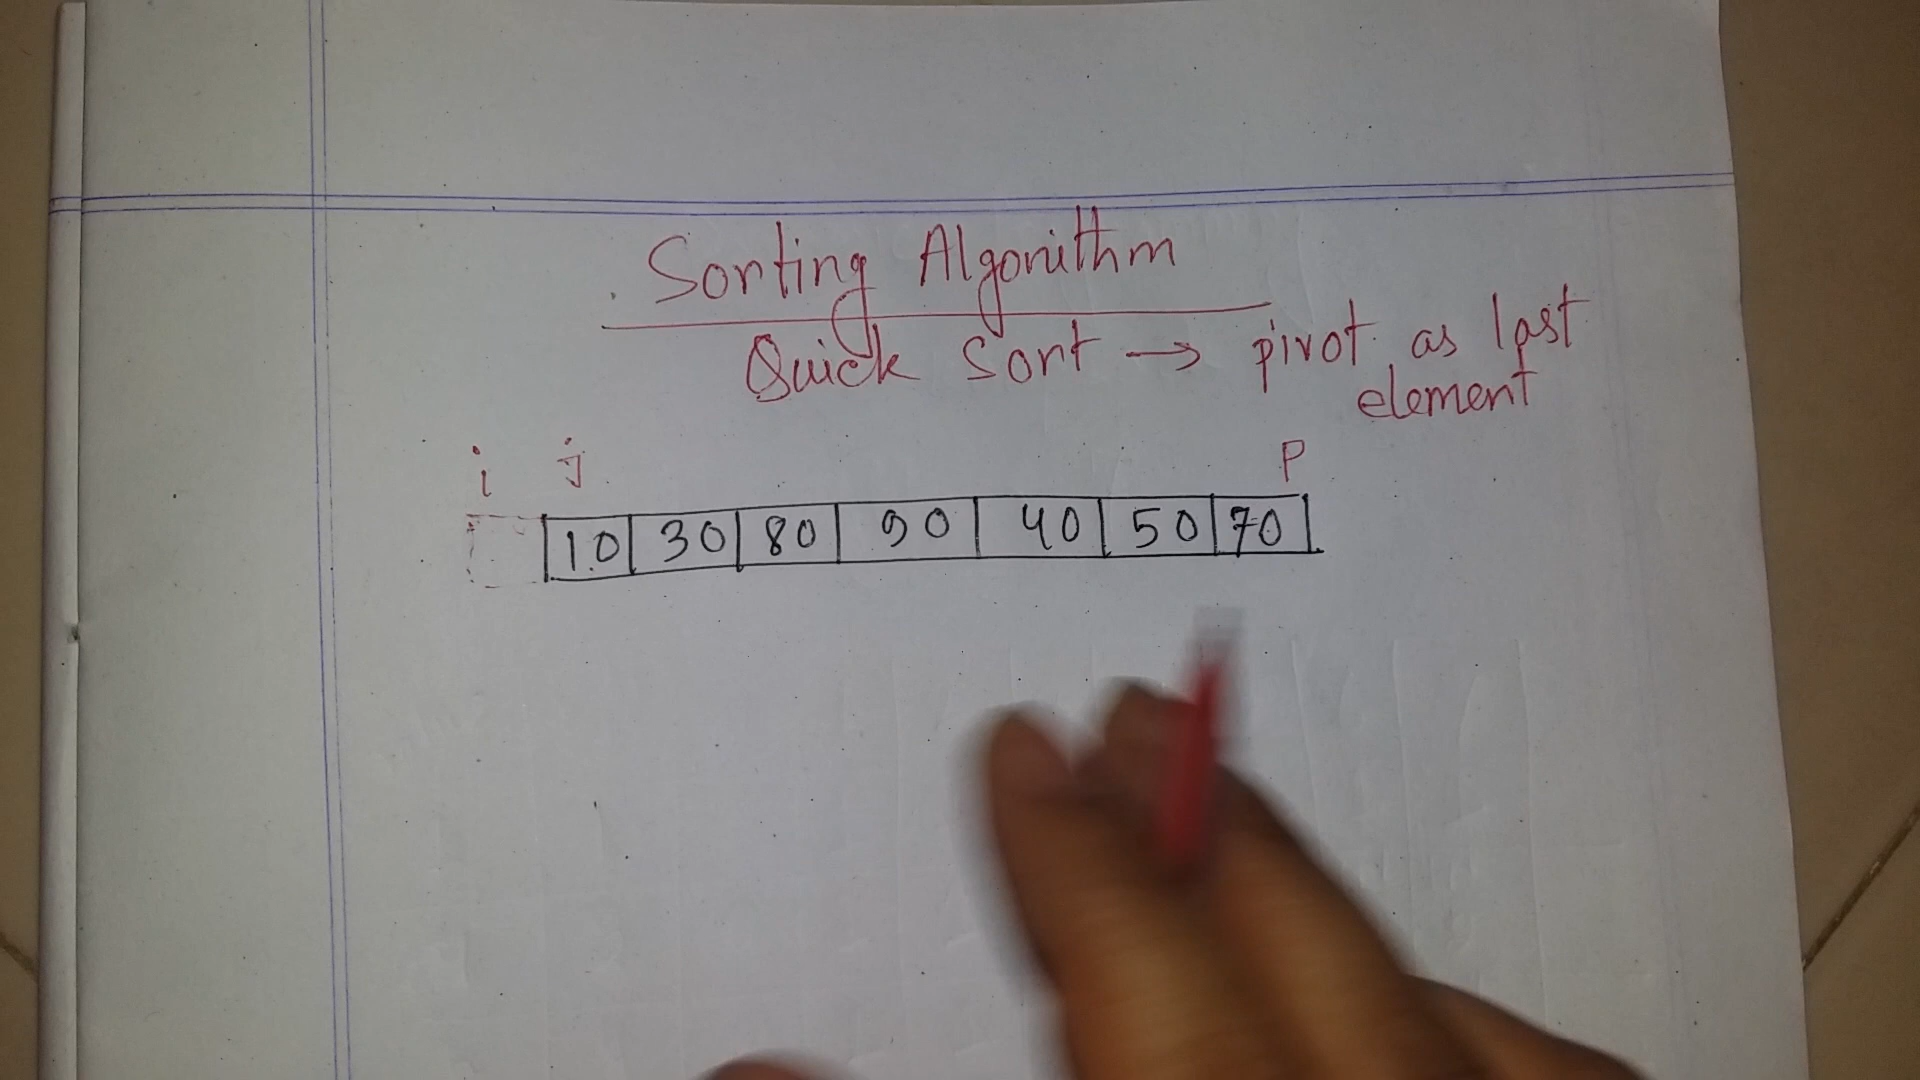 Sorting Algorithm
Quick Sort → pivot as last
element
i j P
10 30 80 90 40 50 70